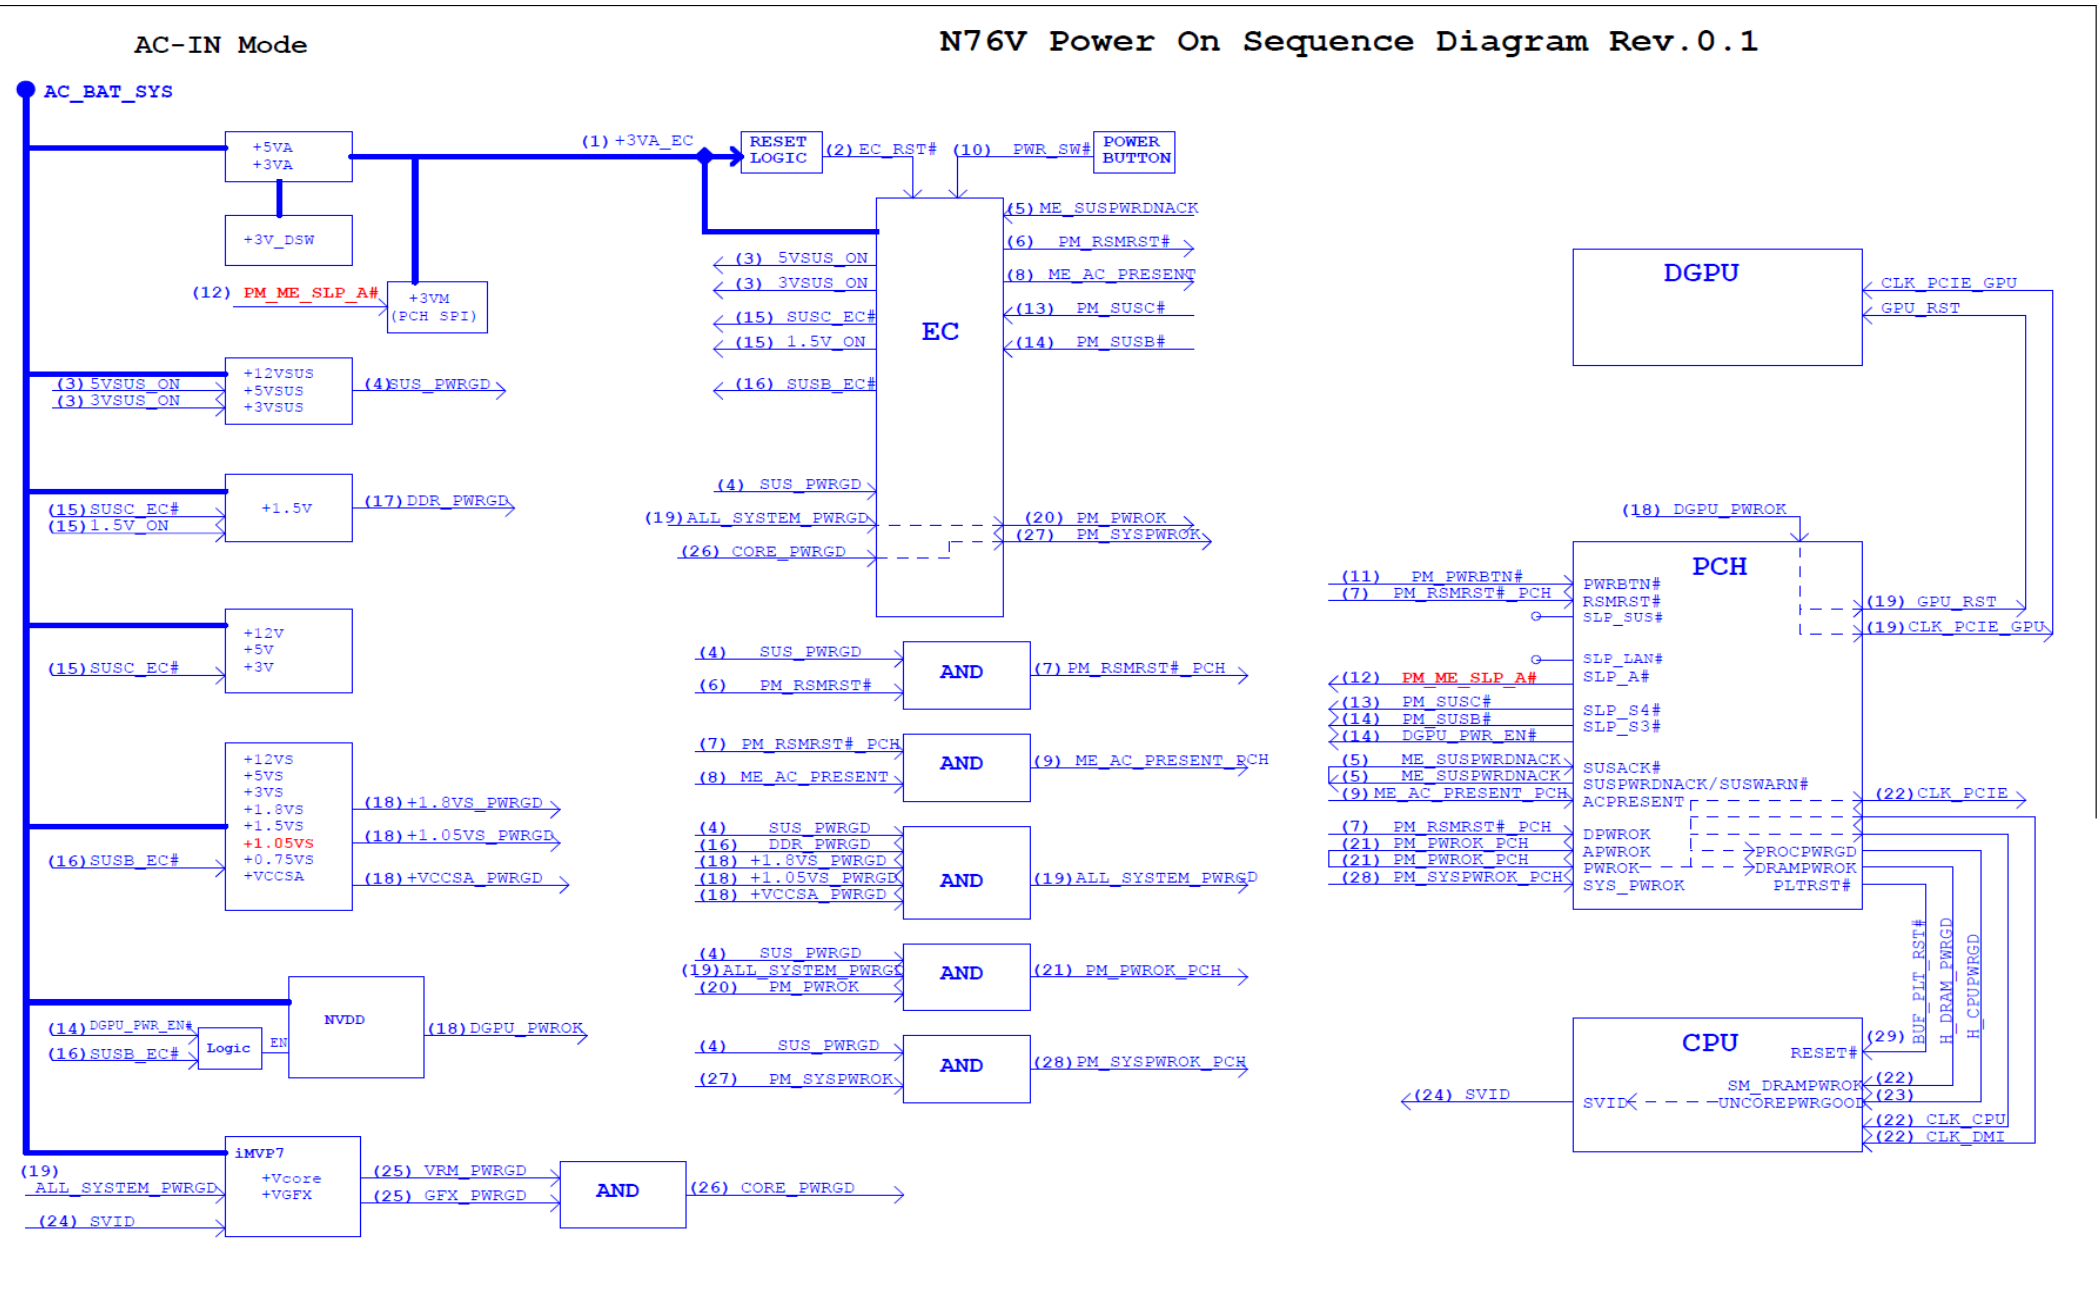 AC-IN Mode
N76V Power On Sequence Diagram Rev.0.1
AC_BAT_SYS
+5VA
+3VA
+3V_DSW
(12) PM_ME_SLP_A#
+3VM
(PCH SPI)
(1) +3VA_EC
RESET
LOGIC
(2) EC_RST#
(10) PWR_SW#
POWER
BUTTON
(3) 5VSUS_ON
(3) 3VSUS_ON
+12VSUS
+5VSUS
+3VSUS
(4) SUS_PWRGD
(15) SUSC_EC#
(15) 1.5V_ON
+1.5V
(17) DDR_PWRGD
+12V
+5V
+3V
(15) SUSC_EC#
+12VS
+5VS
+3VS
+1.8VS
+1.5VS
+1.05VS
+0.75VS
+VCCSA
(16) SUSB_EC#
(18) +1.8VS_PWRGD
(18) +1.05VS_PWRGD
(18) +VCCSA_PWRGD
(14) DGPU_PWR_EN#
(16) SUSB_EC#
Logic
EN
NVDD
(18) DGPU_PWROK
iMVP7
+Vcore
+VGFX
(19)
ALL_SYSTEM_PWRGD
(24) SVID
(25) VRM_PWRGD
(25) GFX_PWRGD
AND
(26) CORE_PWRGD
EC
(3) 5VSUS_ON
(3) 3VSUS_ON
(15) SUSC_EC#
(15) 1.5V_ON
(16) SUSB_EC#
(4) SUS_PWRGD
(19) ALL_SYSTEM_PWRGD
(26) CORE_PWRGD
(5) ME_SUSPWRDNACK
(6) PM_RSMRST#
(8) ME_AC_PRESENT
(13) PM_SUSC#
(14) PM_SUSB#
(20) PM_PWROK
(27) PM_SYSPWROK
(4) SUS_PWRGD
(6) PM_RSMRST#
AND
(7) PM_RSMRST#_PCH
(7) PM_RSMRST#_PCH
(8) ME_AC_PRESENT
AND
(9) ME_AC_PRESENT_PCH
(4) SUS_PWRGD
(16) DDR_PWRGD
(18) +1.8VS_PWRGD
(18) +1.05VS_PWRGD
(18) +VCCSA_PWRGD
AND
(19) ALL_SYSTEM_PWRGD
(4) SUS_PWRGD
(19) ALL_SYSTEM_PWRGD
(20) PM_PWROK
AND
(21) PM_PWROK_PCH
(4) SUS_PWRGD
(27) PM_SYSPWROK
AND
(28) PM_SYSPWROK_PCH
DGPU
CLK_PCIE_GPU
GPU_RST
(18) DGPU_PWROK
PCH
(11) PM_PWRBTN#
(7) PM_RSMRST#_PCH
(12) PM_ME_SLP_A#
(13) PM_SUSC#
(14) PM_SUSB#
(14) DGPU_PWR_EN#
(5) ME_SUSPWRDNACK
(5) ME_SUSPWRDNACK
(9) ME_AC_PRESENT_PCH
(7) PM_RSMRST#_PCH
(21) PM_PWROK_PCH
(21) PM_PWROK_PCH
(28) PM_SYSPWROK_PCH
PWRBTN#
RSMRST#
SLP_SUS#
SLP_LAN#
SLP_A#
SLP_S4#
SLP_S3#
SUSACK#
SUSPWRDNACK/SUSWARN#
ACPRESENT
DPWROK
APWROK
PWROK
SYS_PWROK
PROCPWRGD
DRAMPWROK
PLTRST#
(19) GPU_RST
(19) CLK_PCIE_GPU
(22) CLK_PCIE
BUF_PLT_RST#
H_DRAM_PWRGD
H_CPUPWRGD
CPU
RESET#
SM_DRAMPWROK
UNCOREPWRGOOD
SVID
(24) SVID
(29)
(22)
(23)
(22) CLK_CPU
(22) CLK_DMI